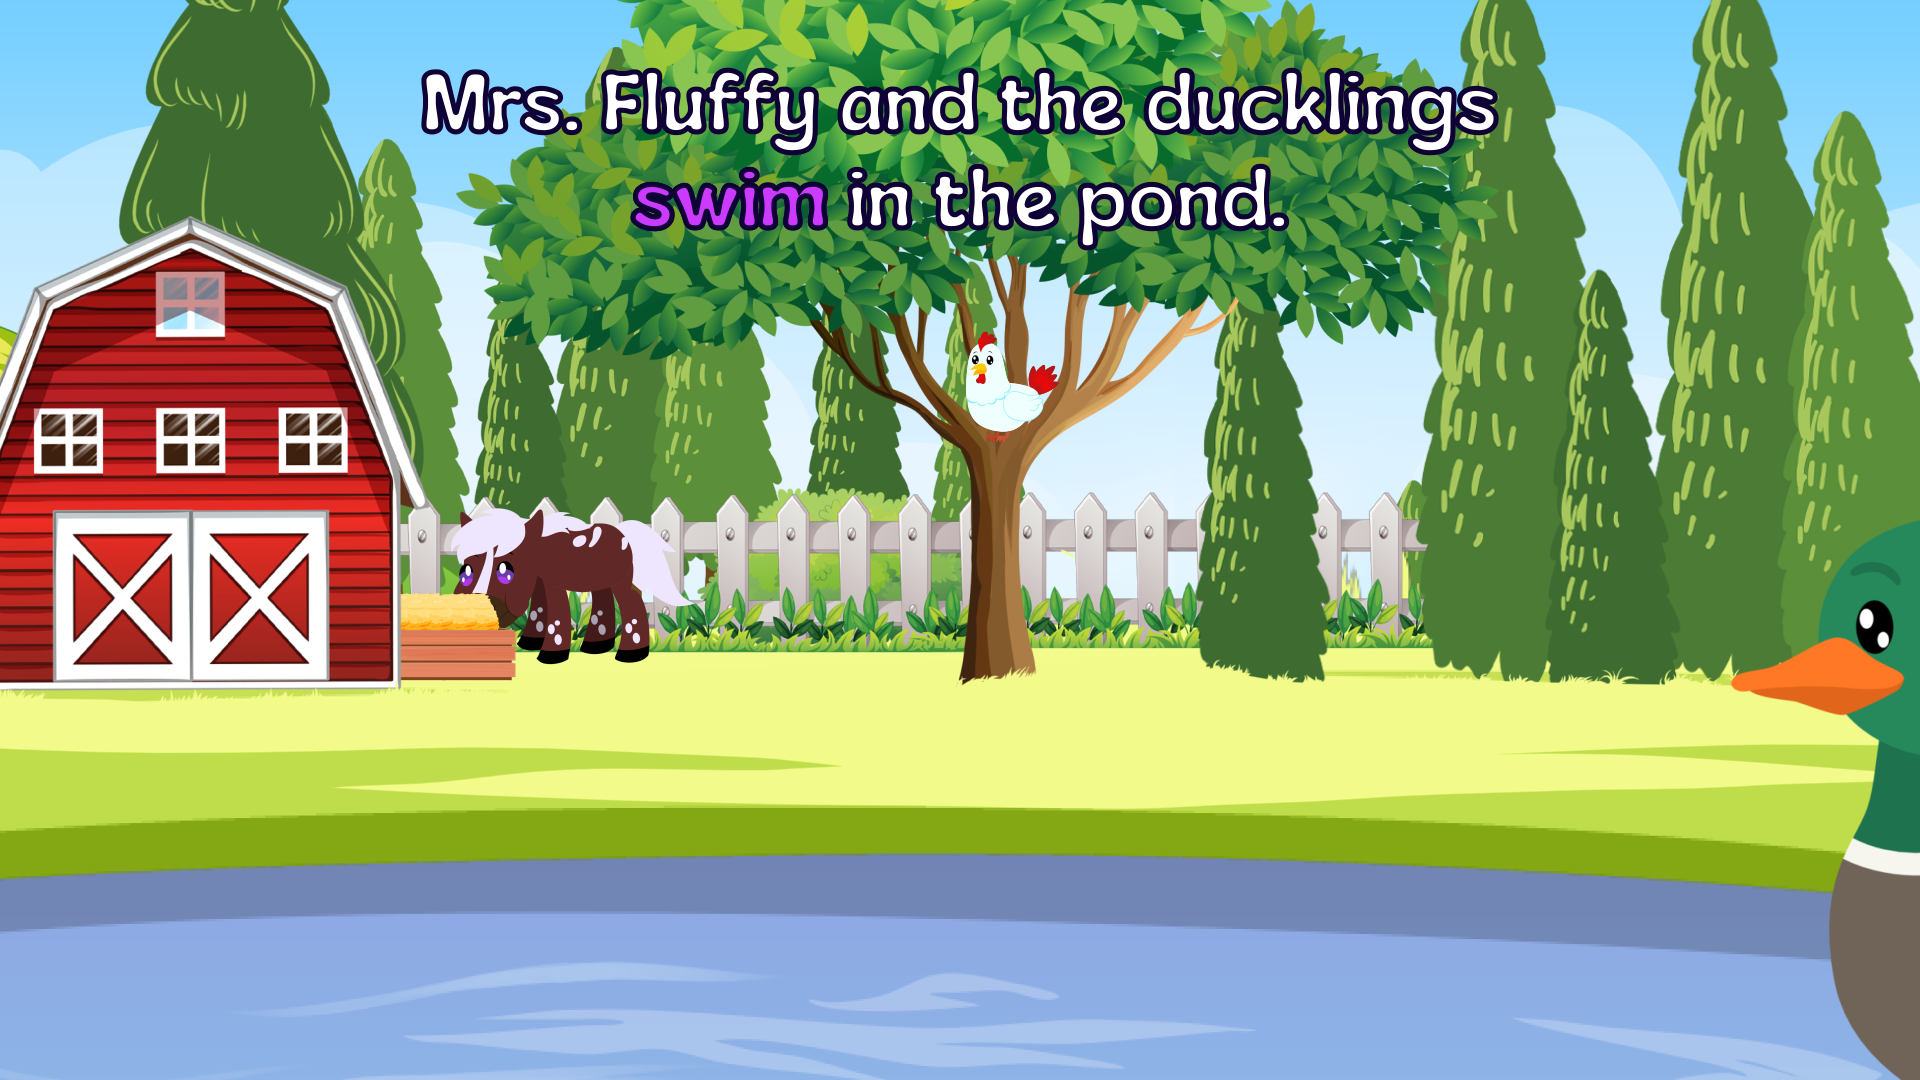 Mrs. Fluffy and the ducklings
swim in the pond.